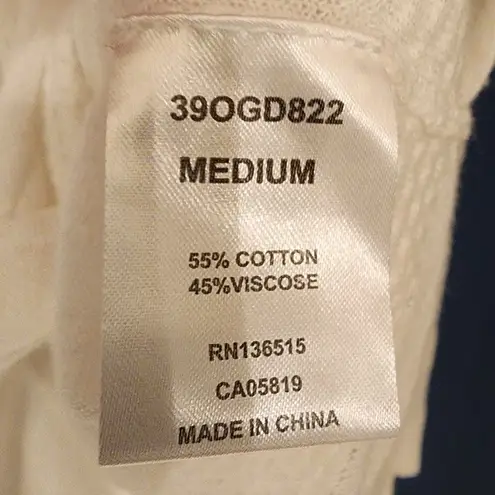 39OGD822
MEDIUM
55% COTTON
45%VISCOSE
RN136515
CA05819
MADE IN CHINA